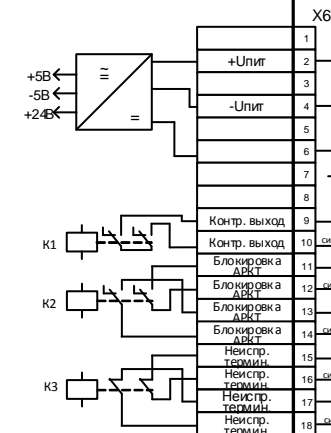 X6
1
+Uпит 2
+5В
3
-5В
-Uпит 4
+24В
5
6
7
8
Контр. выход 9
К1
Контр. выход 10
Блокировка
АРКТ 11
Блокировка
АРКТ 12
К2
Блокировка
АРКТ 13
Блокировка
АРКТ 14
Неиспр.
термин. 15
Неиспр.
термин. 16
К3
Неиспр.
термин. 17
Неиспр.
термин. 18